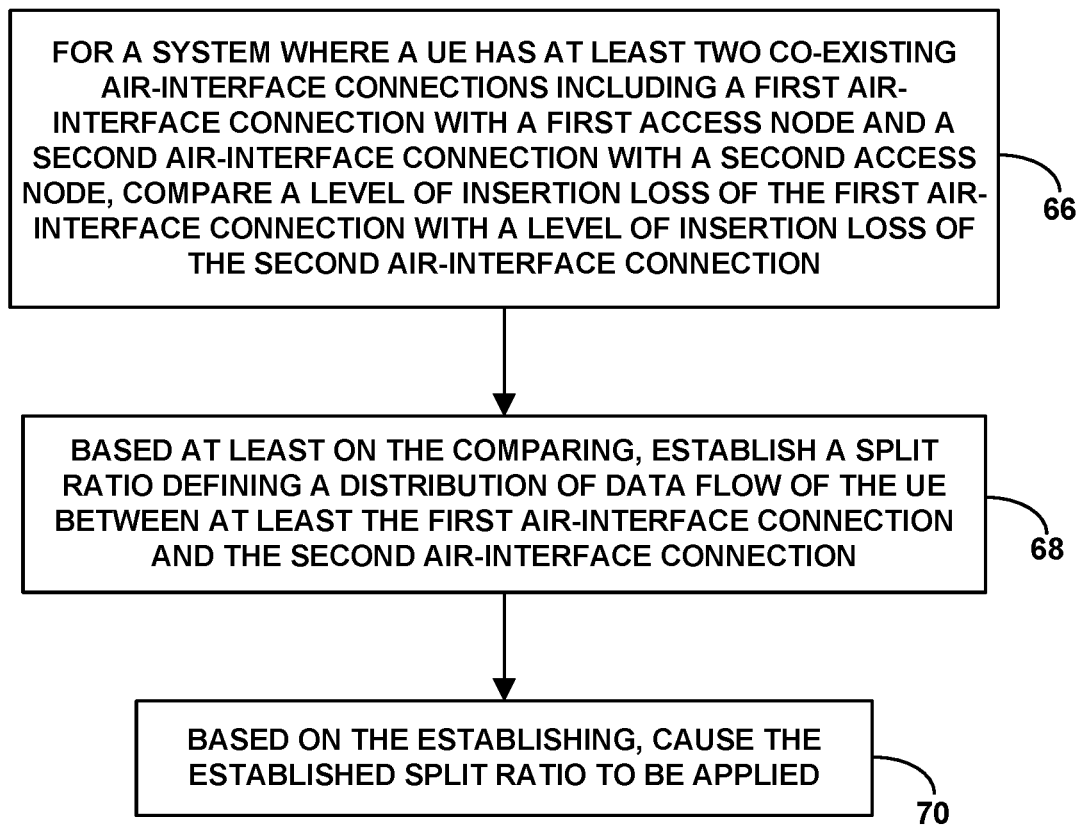 FOR A SYSTEM WHERE A UE HAS AT LEAST TWO CO-EXISTING
AIR-INTERFACE CONNECTIONS INCLUDING A FIRST AIR-
INTERFACE CONNECTION WITH A FIRST ACCESS NODE AND A
SECOND AIR-INTERFACE CONNECTION WITH A SECOND ACCESS
NODE, COMPARE A LEVEL OF INSERTION LOSS OF THE FIRST AIR-
INTERFACE CONNECTION WITH A LEVEL OF INSERTION LOSS OF
THE SECOND AIR-INTERFACE CONNECTION
66
BASED AT LEAST ON THE COMPARING, ESTABLISH A SPLIT
RATIO DEFINING A DISTRIBUTION OF DATA FLOW OF THE UE
BETWEEN AT LEAST THE FIRST AIR-INTERFACE CONNECTION
AND THE SECOND AIR-INTERFACE CONNECTION
68
BASED ON THE ESTABLISHING, CAUSE THE
ESTABLISHED SPLIT RATIO TO BE APPLIED
70